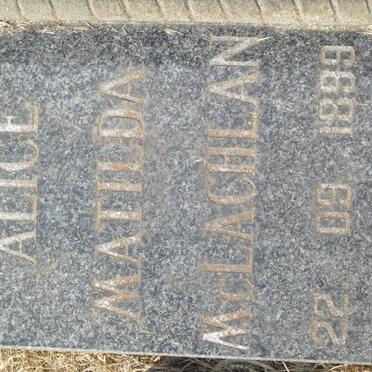 ALICE
MATILDA
McLACHLAN
22. 09. 1899